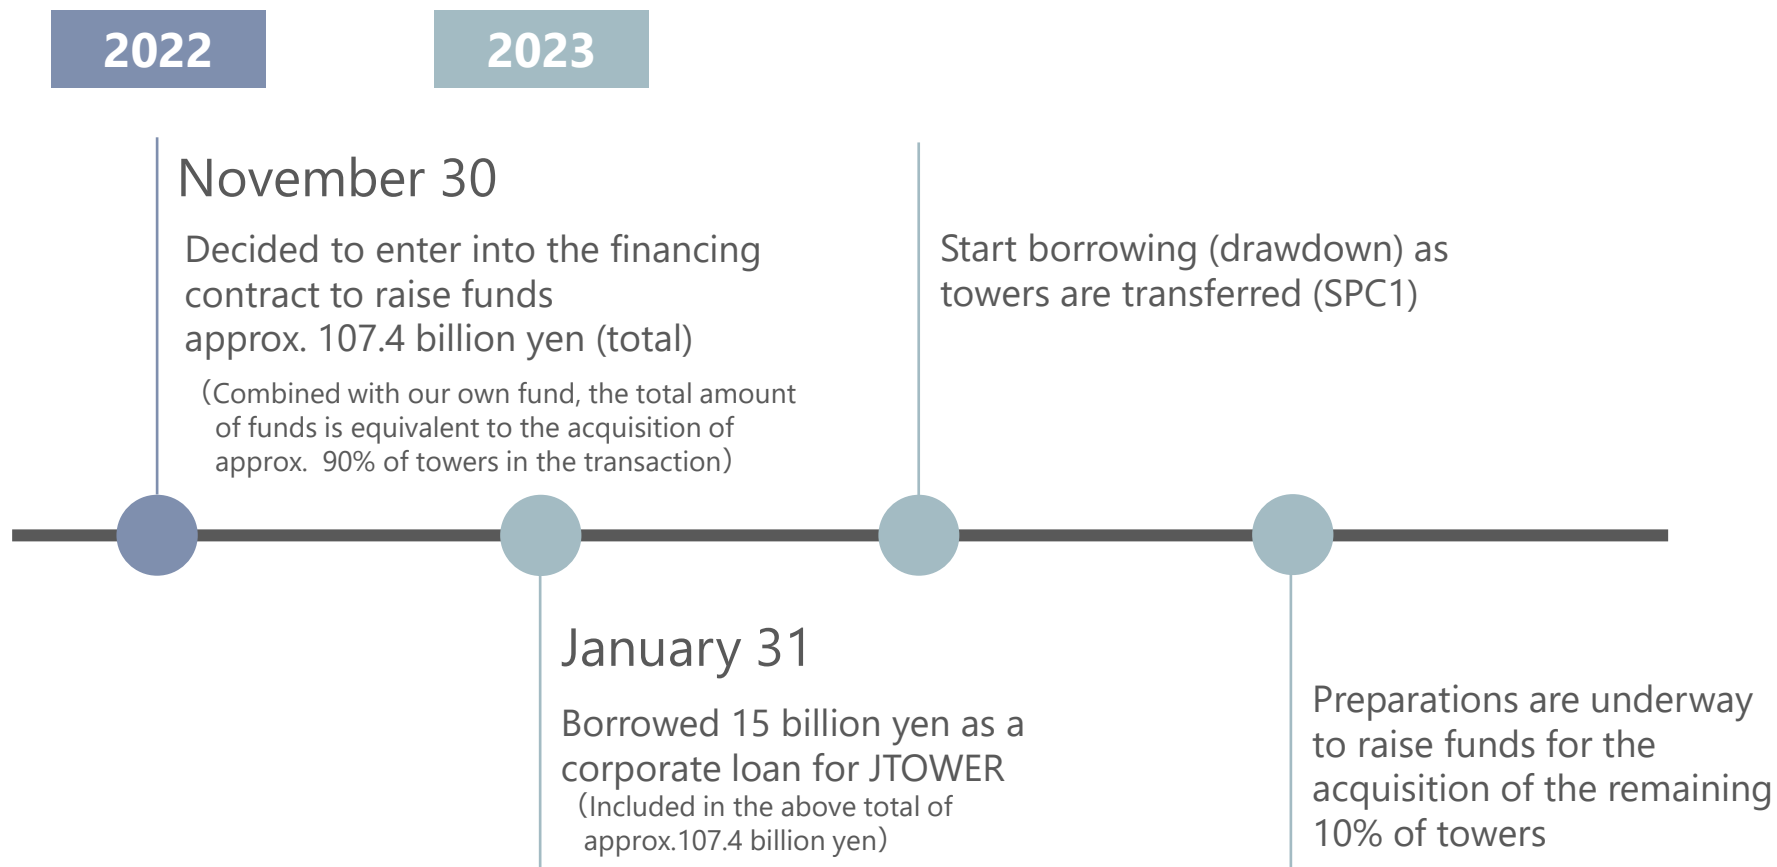 2022
2023
November 30
Decided to enter into the financing
contract to raise funds
approx. 107.4 billion yen (total)
（Combined with our own fund, the total amount
of funds is equivalent to the acquisition of
approx.  90% of towers in the transaction）
Start borrowing (drawdown) as
towers are transferred (SPC1)
January 31
Borrowed 15 billion yen as a
corporate loan for JTOWER
（Included in the above total of
approx.107.4 billion yen）
Preparations are underway
to raise funds for the
acquisition of the remaining
10% of towers